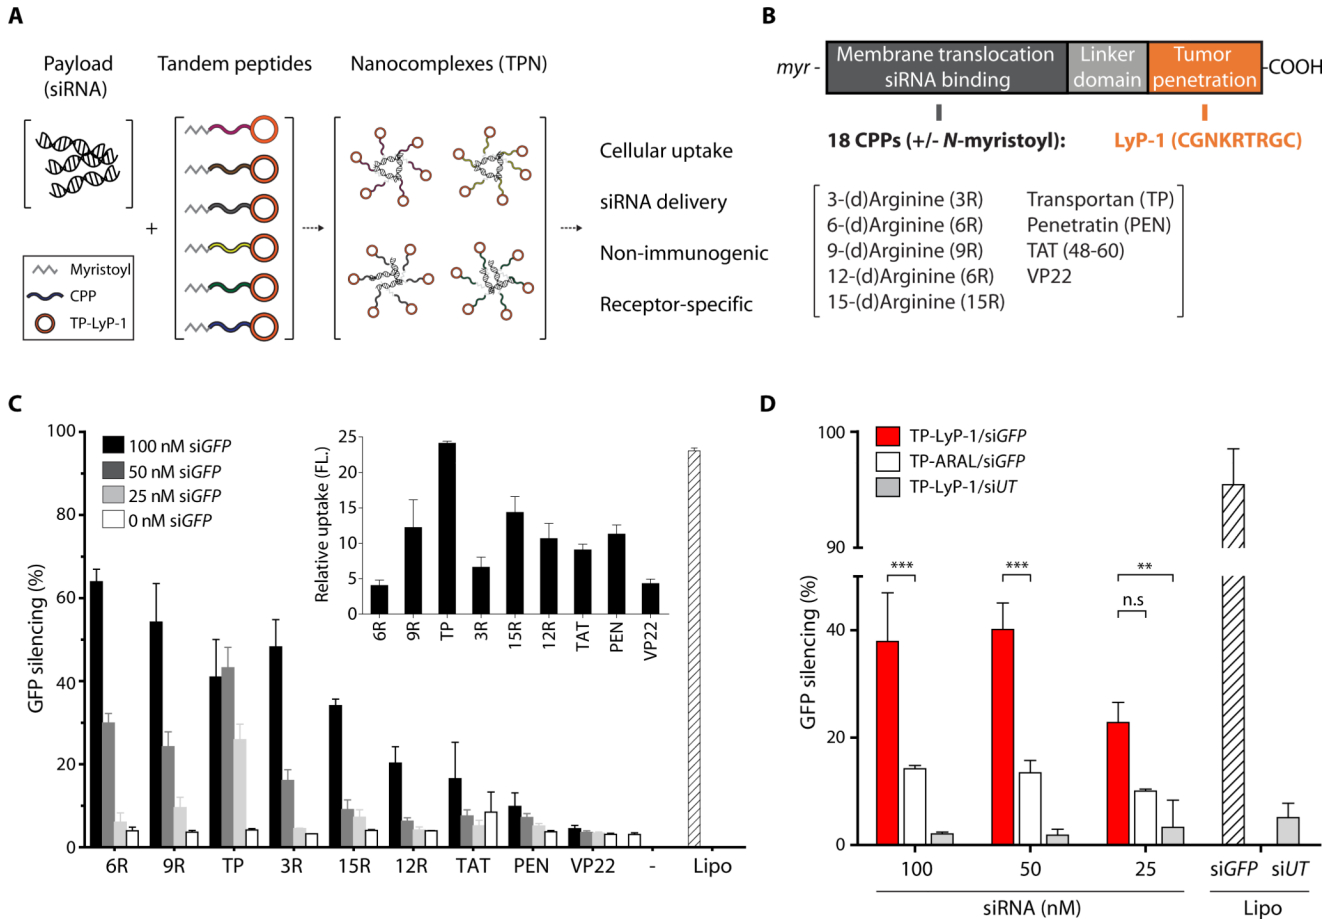 A
Payload
(siRNA)
Tandem peptides
Nanocomplexes (TPN)
+
Myristoyl
CPP
TP-LyP-1
Cellular uptake
siRNA delivery
Non-immunogenic
Receptor-specific
B
myr -
Membrane translocation
siRNA binding
Linker
domain
Tumor
penetration
-COOH
18 CPPs (+/- N-myristoyl):
LyP-1 (CGNKRTRGC)
3-(d)Arginine (3R)
6-(d)Arginine (6R)
9-(d)Arginine (9R)
12-(d)Arginine (6R)
15-(d)Arginine (15R)
Transportan (TP)
Penetratin (PEN)
TAT (48-60)
VP22
C
GFP silencing (%)
100
80
60
40
20
0
100 nM siGFP
50 nM siGFP
25 nM siGFP
0 nM siGFP
Relative uptake (FL.)
25
20
15
10
5
0
6R 9R TP 3R 15R 12R TAT PEN VP22
6R 9R TP 3R 15R 12R TAT PEN VP22 - Lipo
D
GFP silencing (%)
100
90
40
20
0
TP-LyP-1/siGFP
TP-ARAL/siGFP
TP-LyP-1/siUT
*** *** **
n.s
100 50 25 siGFP siUT
siRNA (nM) Lipo